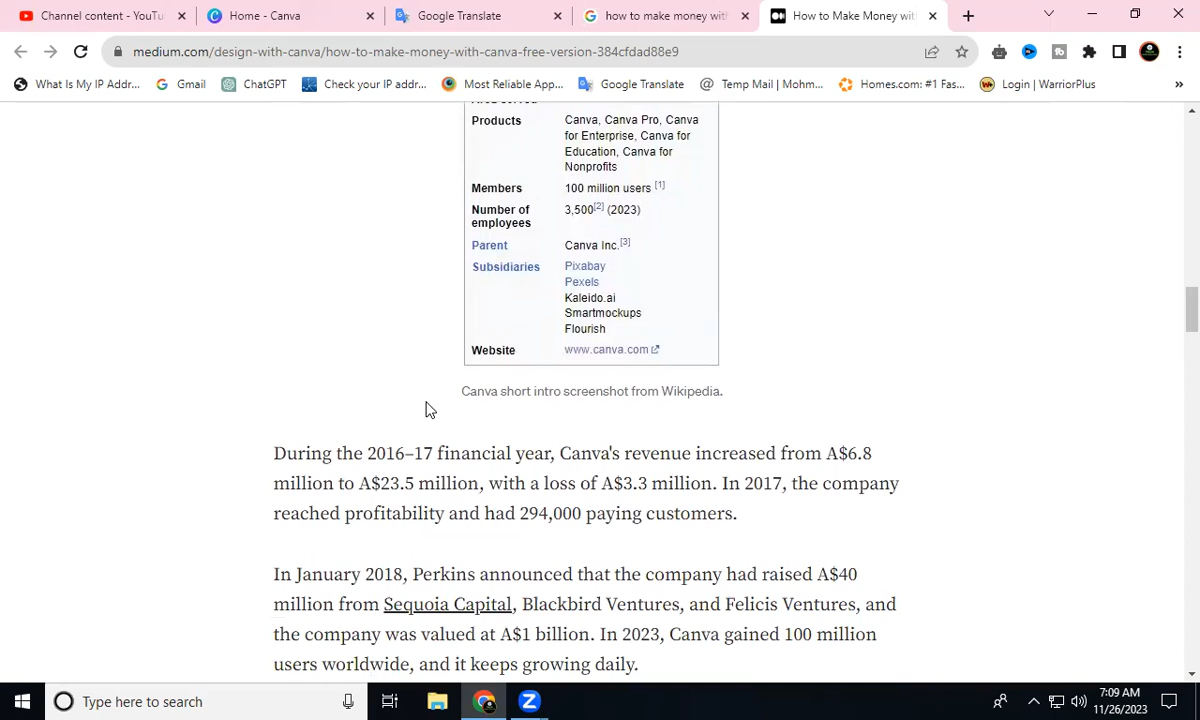 Channel content - YouTu
Home - Canva
Google Translate
how to make money wit
How to Make Money wit
medium.com/design-with-canva/how-to-make-money-with-canva-free-version-384cfdad88e9
What Is My IP Addr...
Gmail
ChatGPT
Check your IP addr...
Most Reliable App...
Google Translate
Temp Mail | Mohm...
Homes.com: #1 Fas...
Login | WarriorPlus
»
Products
Canva, Canva Pro, Canva
for Enterprise, Canva for
Education, Canva for
Nonprofits
Members
100 million users [1]
Number of
employees
3,500[2] (2023)
Parent
Canva Inc.[3]
Subsidiaries
Pixabay
Pexels
Kaleido.ai
Smartmockups
Flourish
Website
www.canva.com
Canva short intro screenshot from Wikipedia.
During the 2016–17 financial year, Canva's revenue increased from A$6.8
million to A$23.5 million, with a loss of A$3.3 million. In 2017, the company
reached profitability and had 294,000 paying customers.
In January 2018, Perkins announced that the company had raised A$40
million from Sequoia Capital, Blackbird Ventures, and Felicis Ventures, and
the company was valued at A$1 billion. In 2023, Canva gained 100 million
users worldwide, and it keeps growing daily.
Type here to search
7:09 AM
11/26/2023